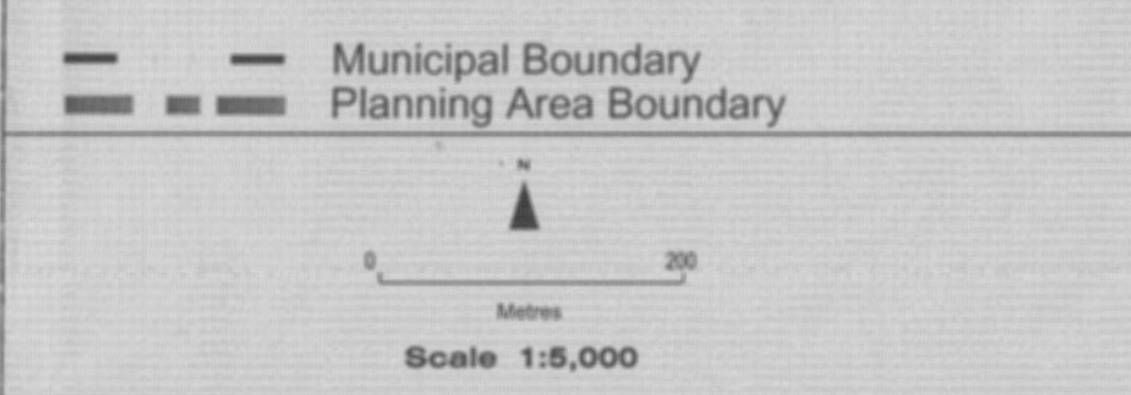 Municipal Boundary
Planning Area Boundary
N
0 200
Metres
Scale 1:5,000